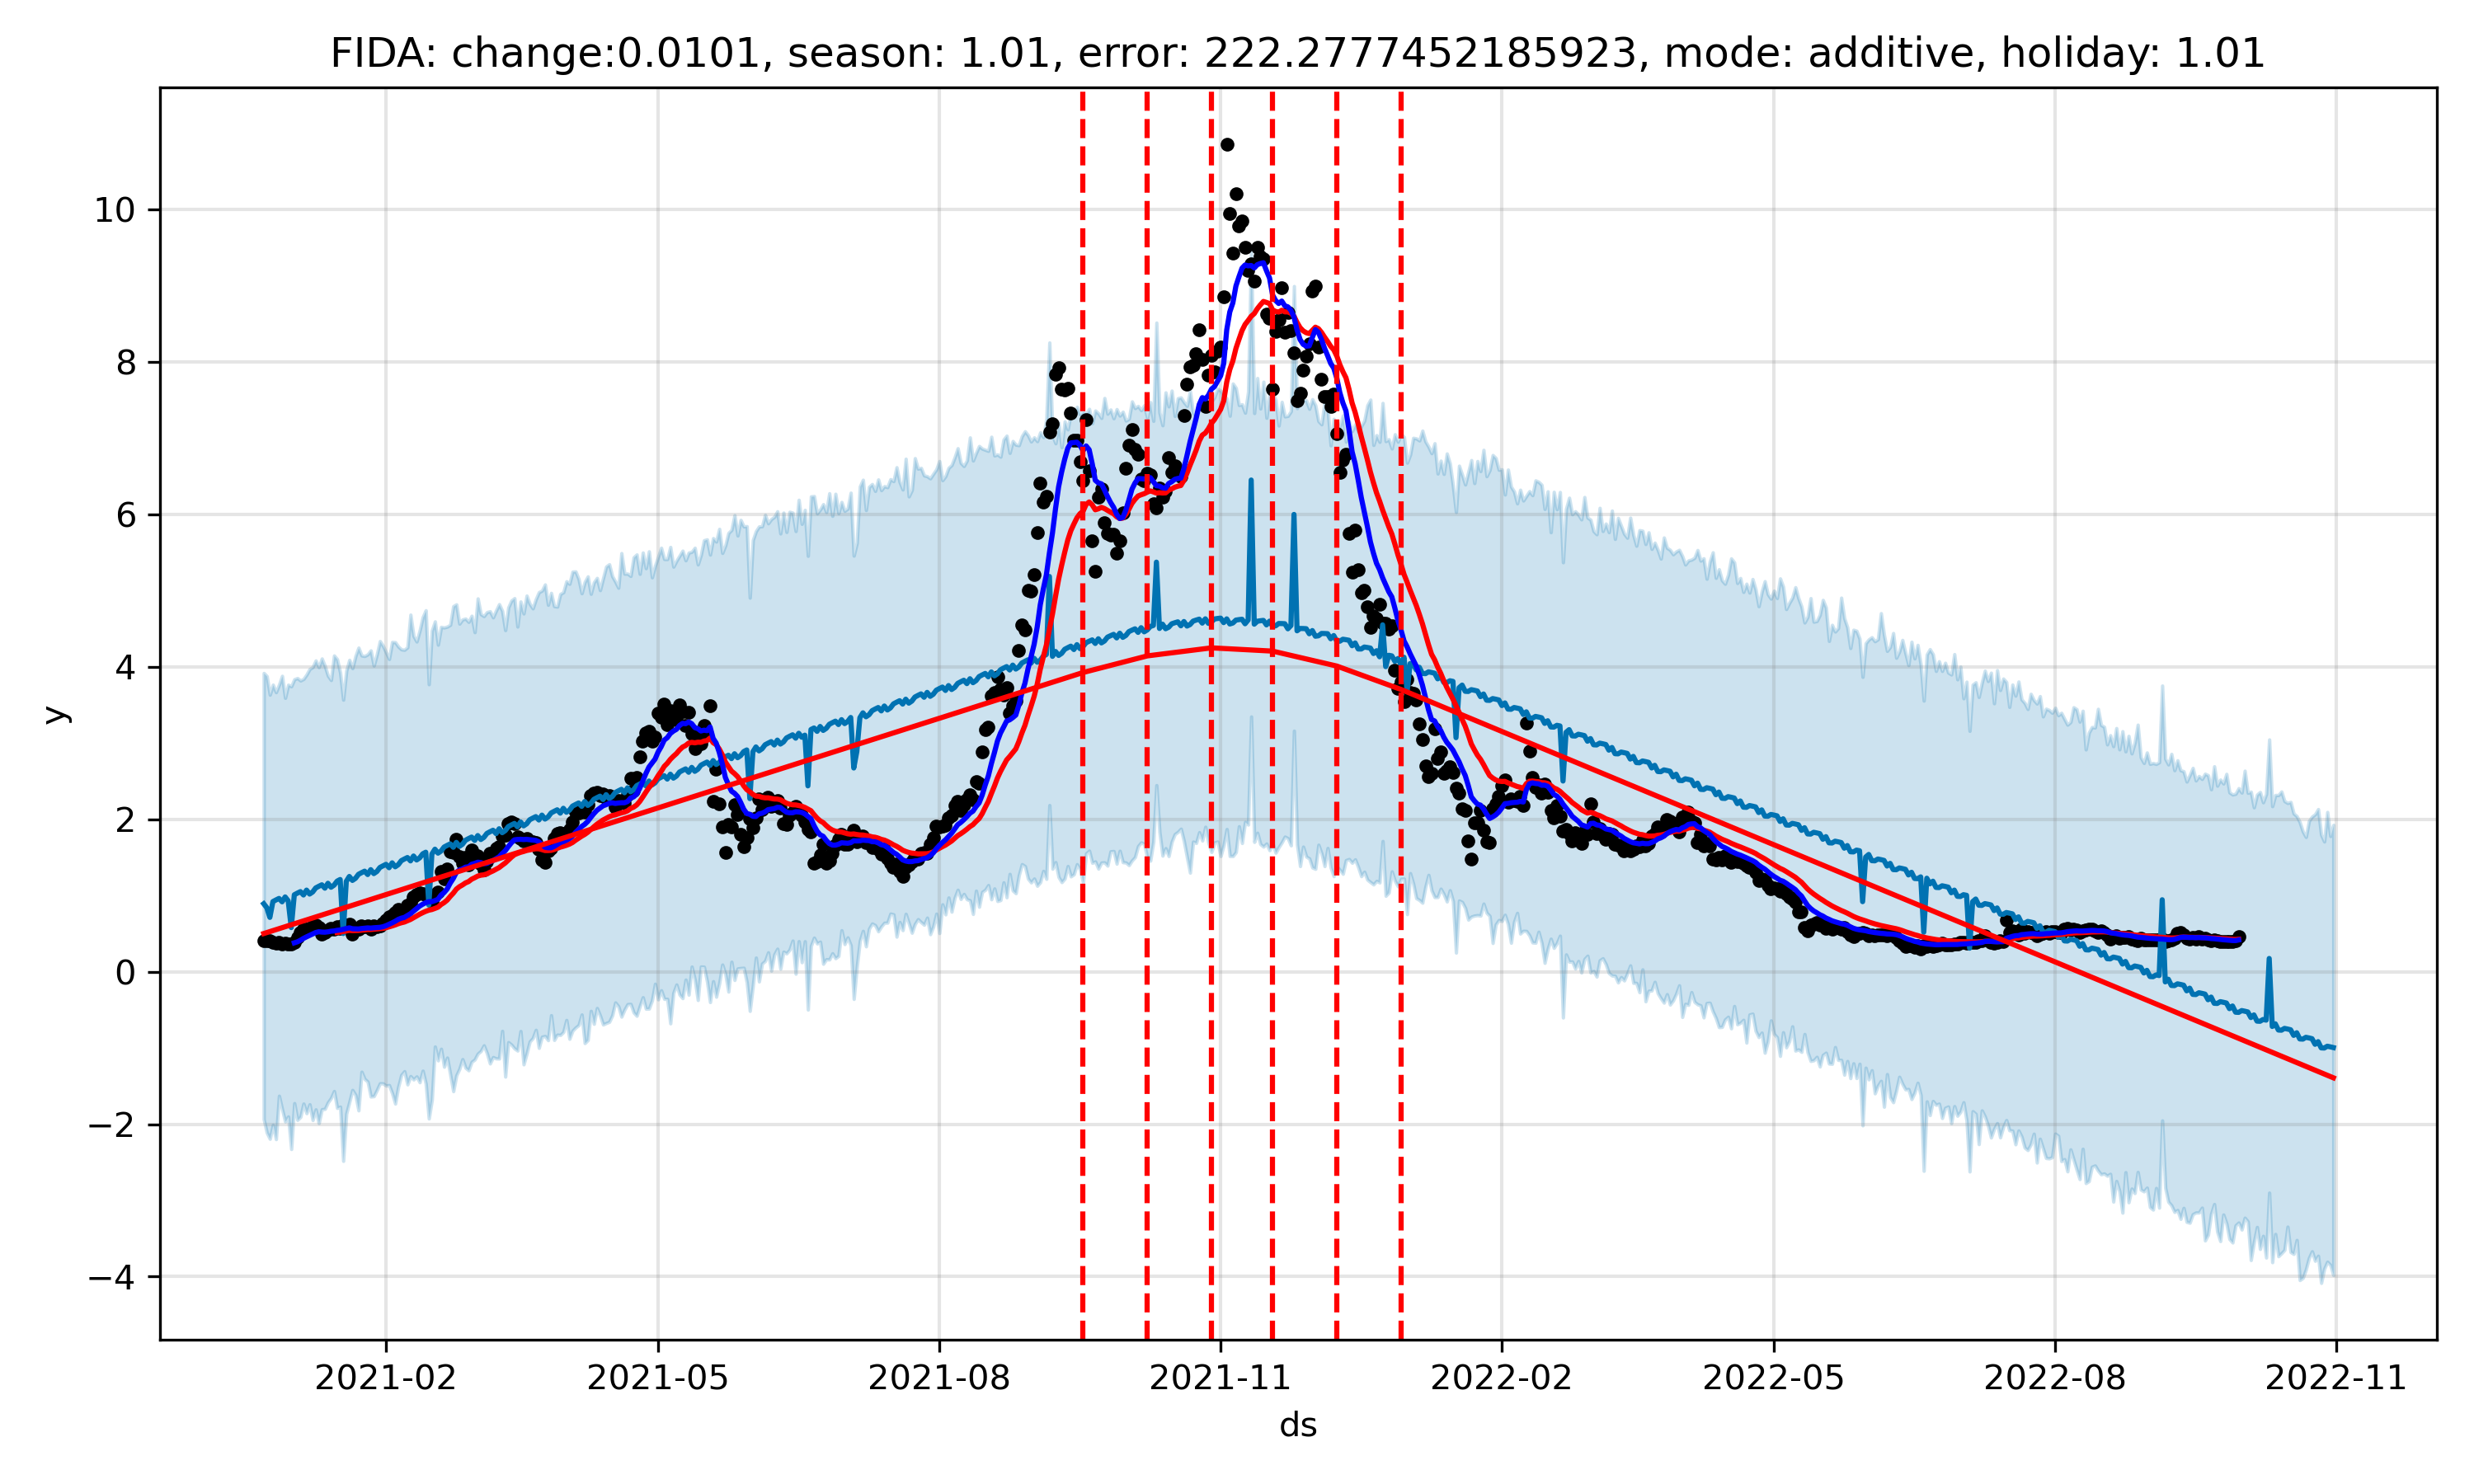 FIDA: change:0.0101, season: 1.01, error: 222.2777452185923, mode: additive, holiday: 1.01
y
10
8
6
4
2
0
−2
−4
2021-02 2021-05 2021-08 2021-11 2022-02 2022-05 2022-08 2022-11
ds